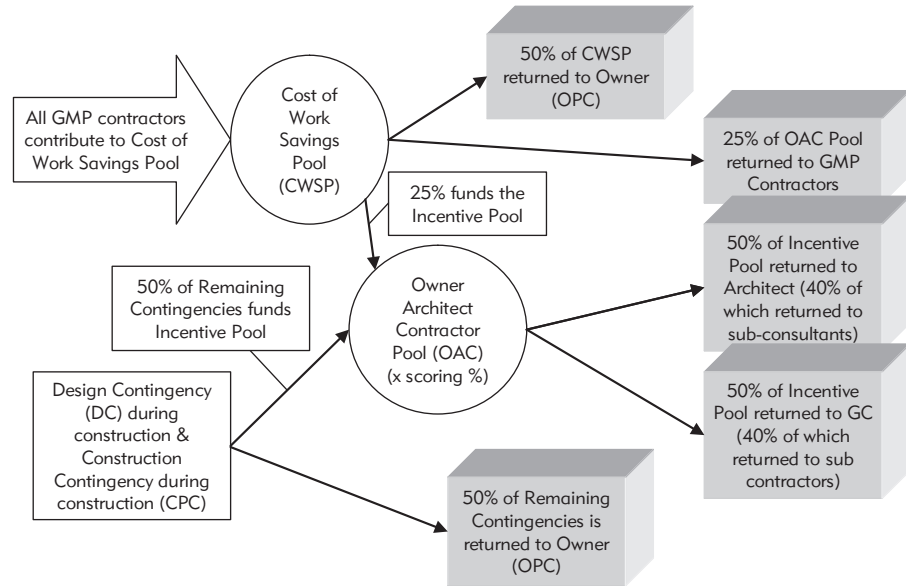 All GMP contractors
contribute to Cost of
Work Savings Pool
Cost of
Work
Savings
Pool
(CWSP)
50% of CWSP
returned to Owner
(OPC)
25% of OAC Pool
returned to GMP
Contractors
25% funds the
Incentive Pool
50% of Remaining
Contingencies funds
Incentive Pool
Owner
Architect
Contractor
Pool (OAC)
(x scoring %)
50% of Incentive
Pool returned to
Architect (40% of
which returned to
sub-consultants)
Design Contingency
(DC) during
construction &
Construction
Contingency during
construction (CPC)
50% of Incentive
Pool returned to GC
(40% of which
returned to sub
contractors)
50% of Remaining
Contingencies is
returned to Owner
(OPC)